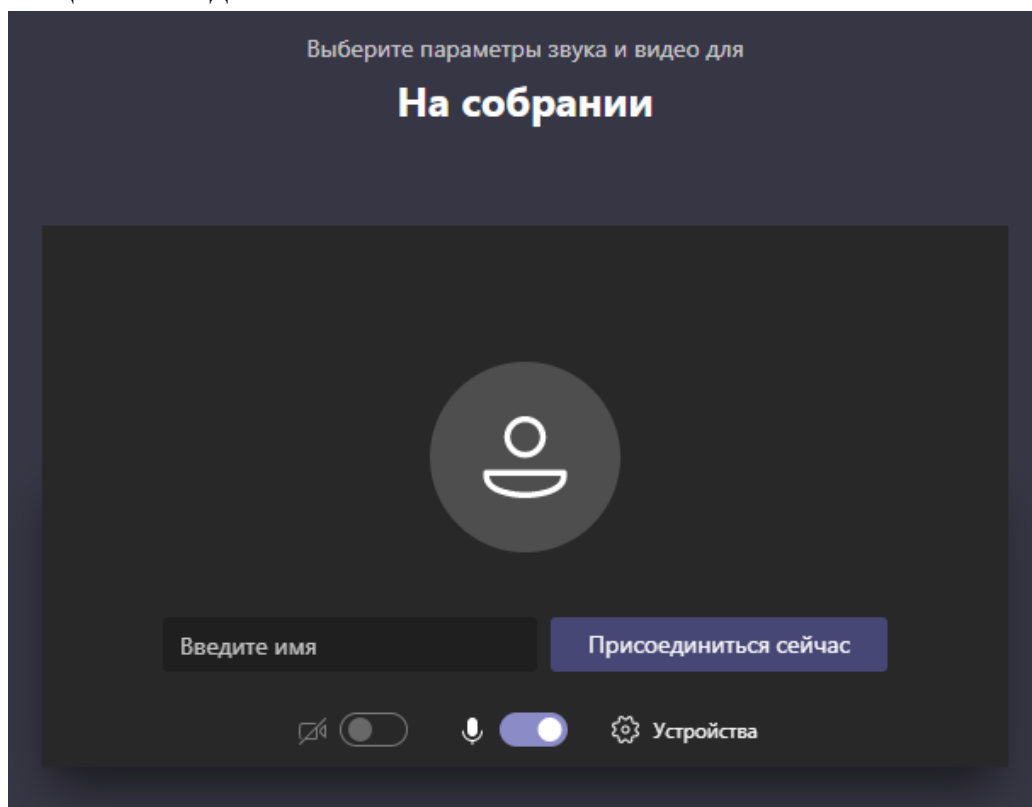 Выберите параметры звука и видео для
На собрании
Введите имя
Присоединиться сейчас
Устройства